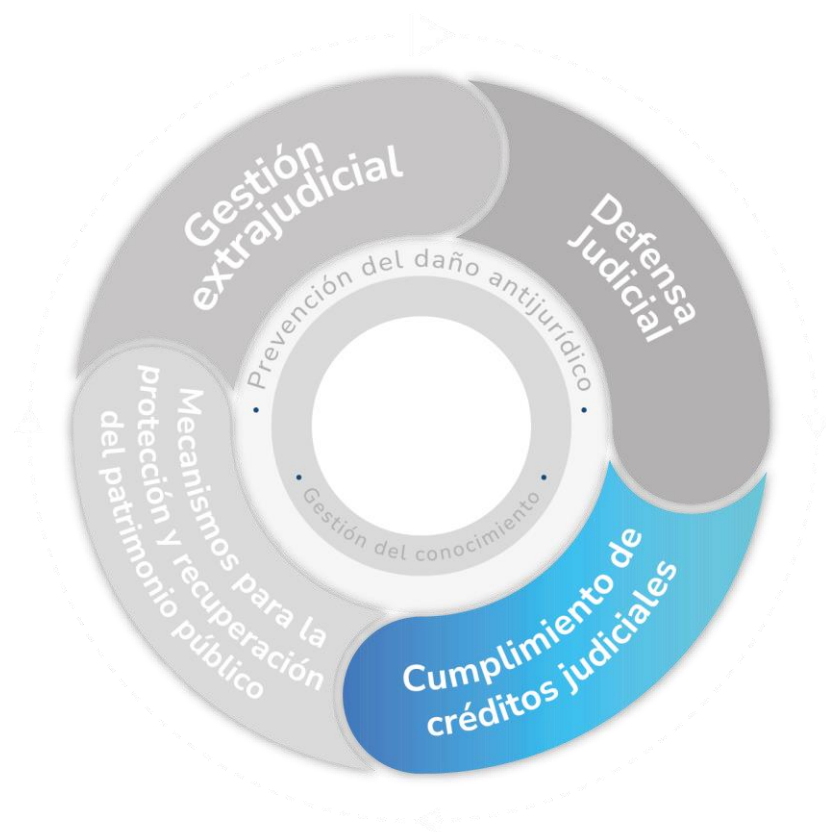 Gestión
extrajudicial
Defensa
Judicial
Cumplimiento de
créditos judiciales
Mecanismos para la
protección y recuperación
del patrimonio público
Prevención del daño antijurídico
Gestión del conocimiento